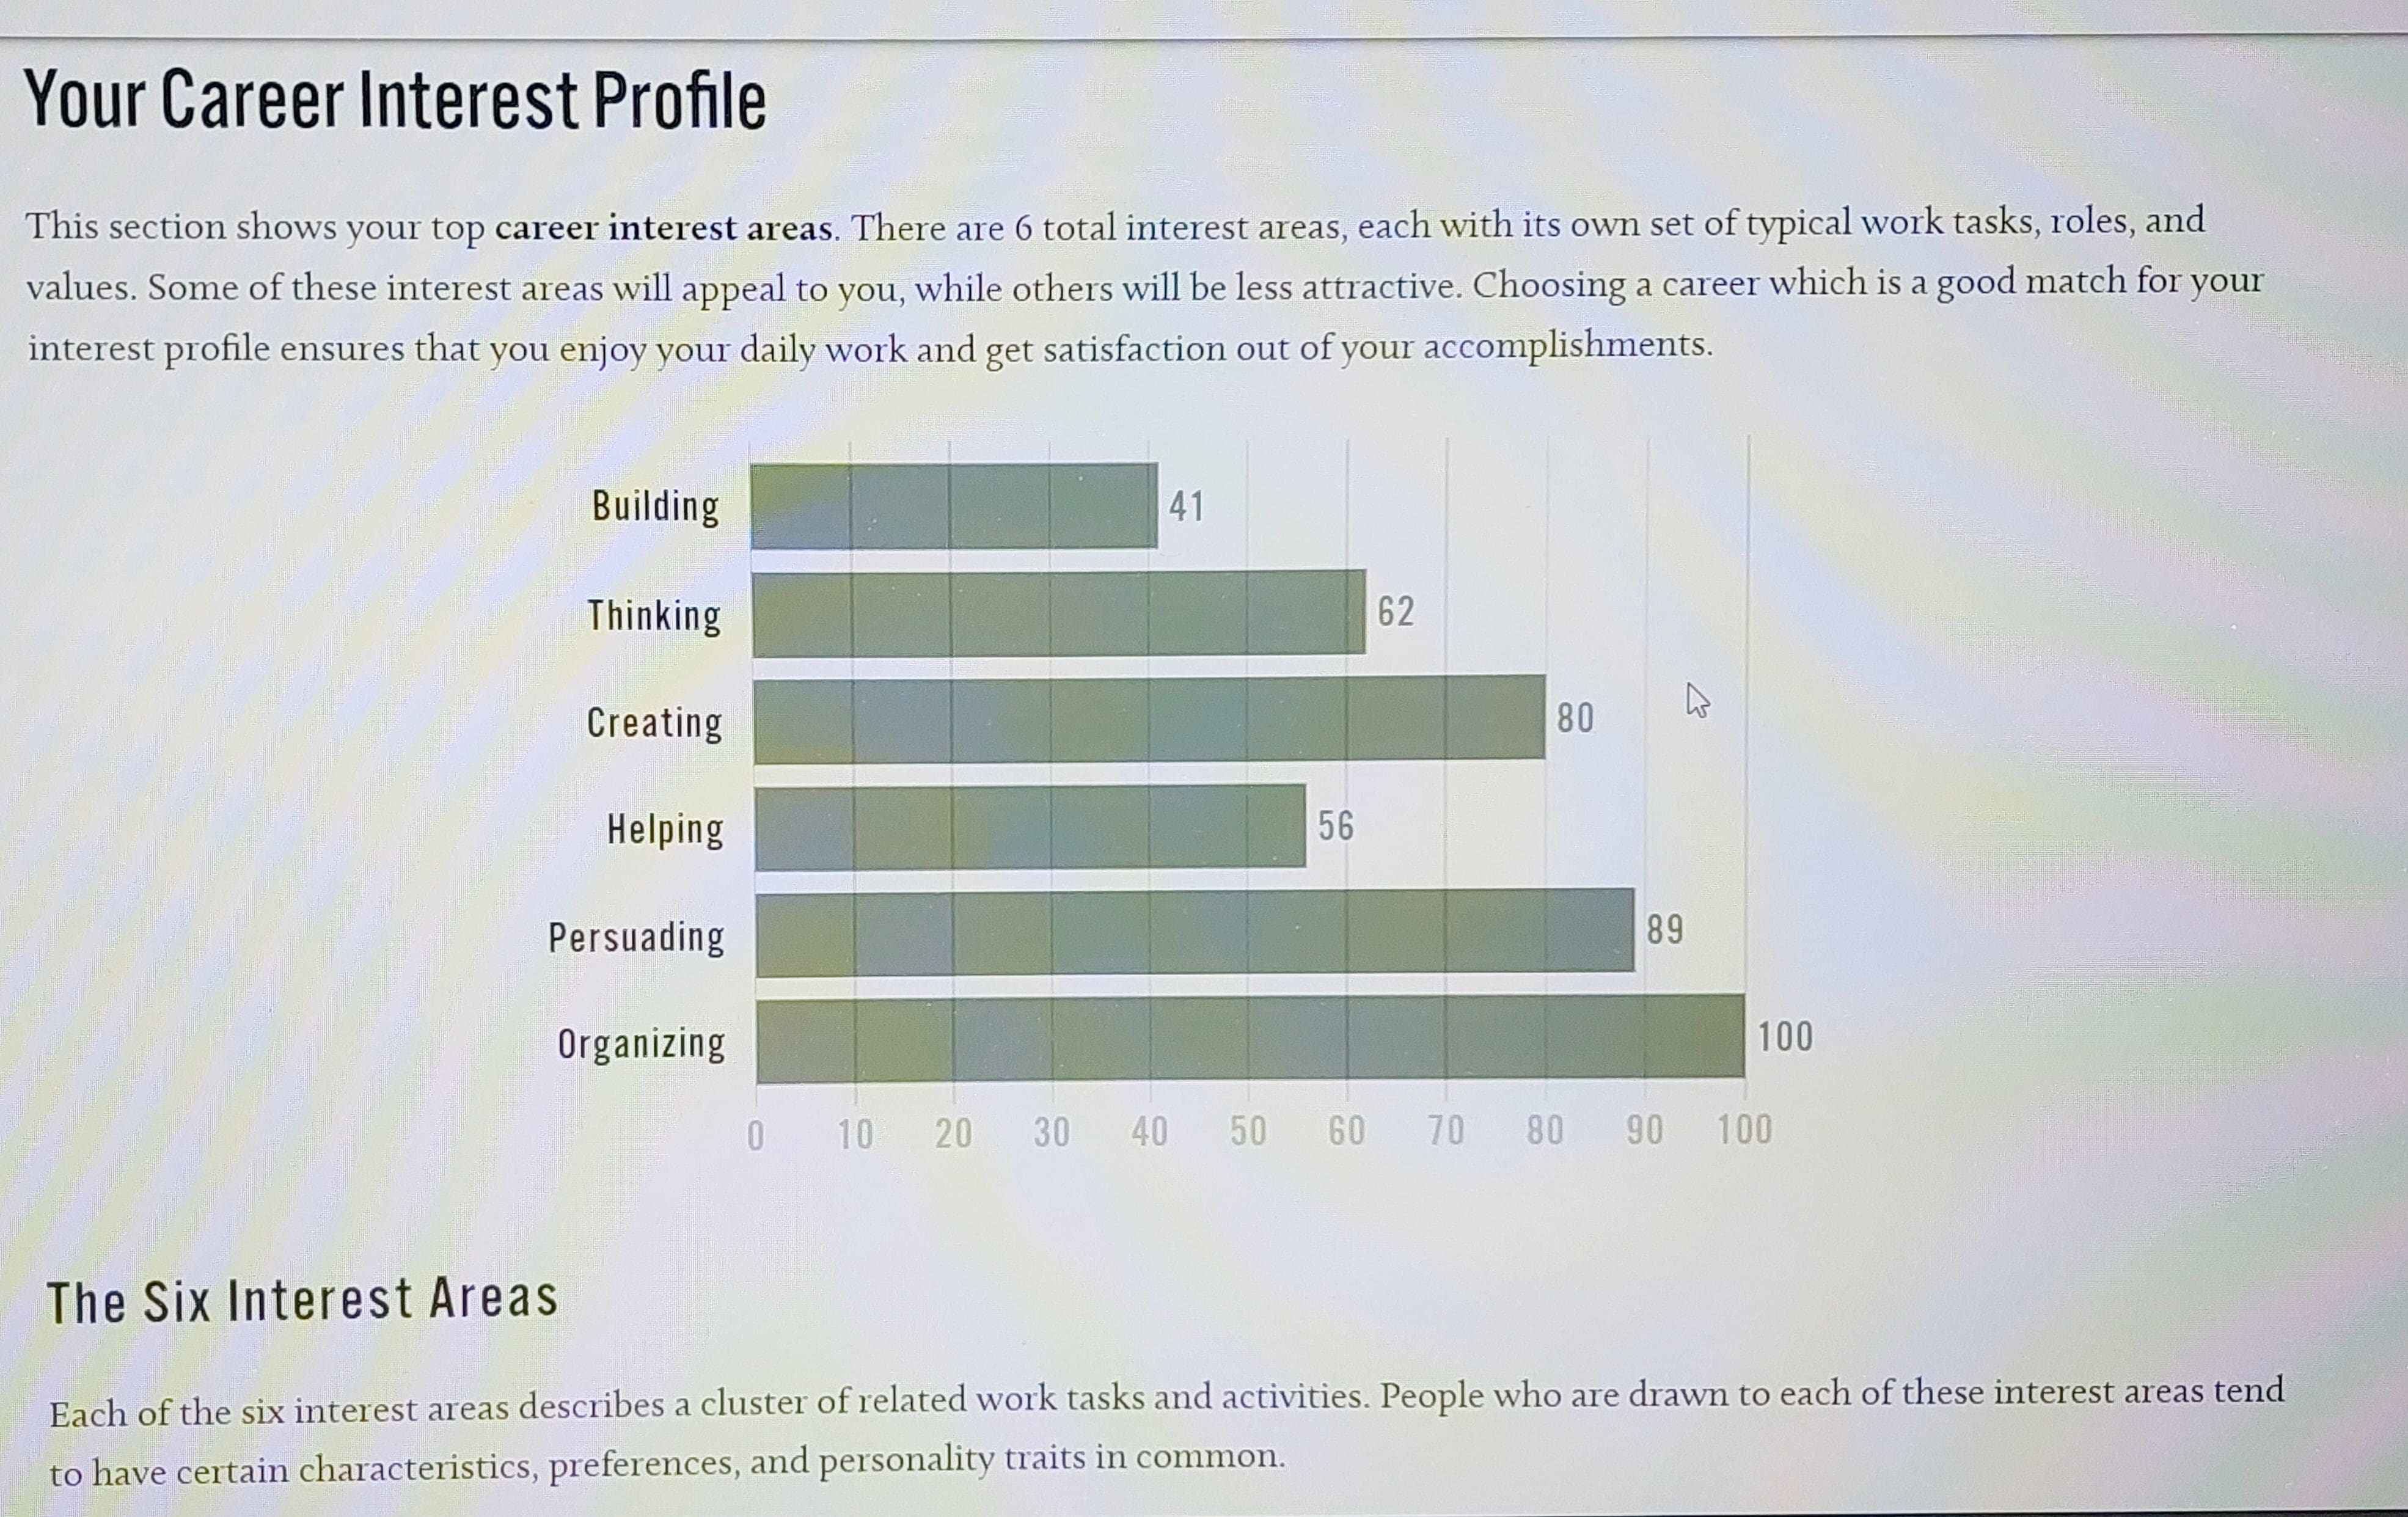 Your Career Interest Profile
This section shows your top career interest areas. There are 6 total interest areas, each with its own set of typical work tasks, roles, and
values. Some of these interest areas will appeal to you, while others will be less attractive. Choosing a career which is a good match for your
interest profile ensures that you enjoy your daily work and get satisfaction out of your accomplishments.
Building 41
Thinking 62
Creating 80
Helping 56
Persuading 89
Organizing 100
0 10 20 30 40 50 60 70 80 90 100
The Six Interest Areas
Each of the six interest areas describes a cluster of related work tasks and activities. People who are drawn to each of these interest areas tend
to have certain characteristics, preferences, and personality traits in common.